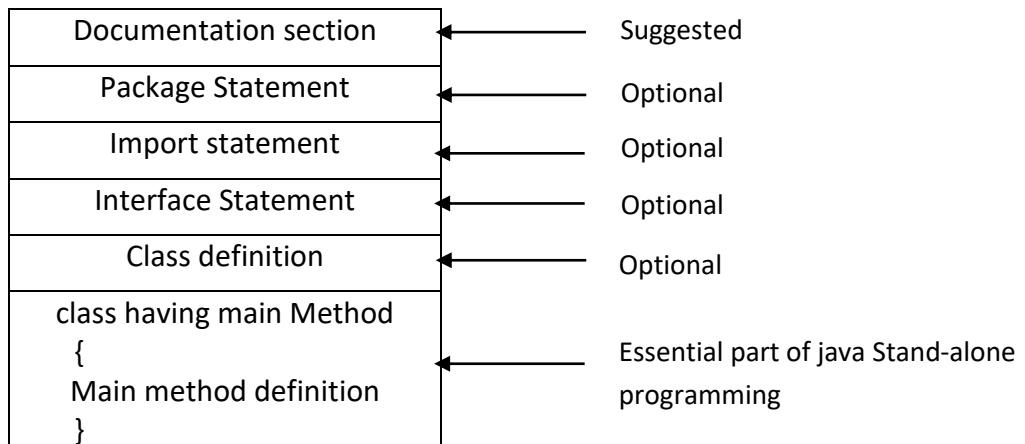 Documentation section Suggested
Package Statement Optional
Import statement Optional
Interface Statement Optional
Class definition Optional
class having main Method
{
Main method definition
}
Essential part of java Stand-alone
programming